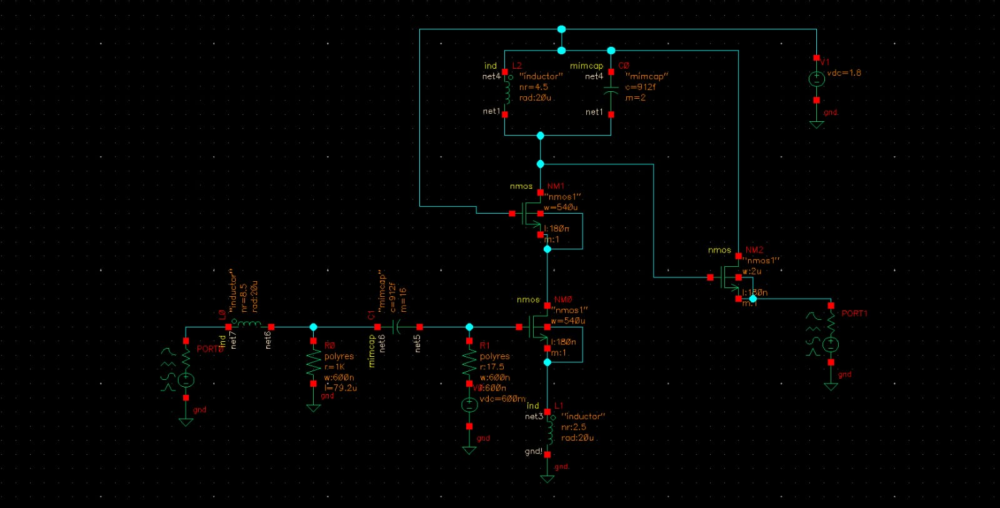 V1
vdc=1.8
gnd
ind
L2
net4
"inductor"
nr=4.5
rad:20u
net1
mimcap
C0
net4
"mimcap"
c=912f
m=2
net1
nmos
NM1
"nmos1"
w=540u
l:180n
m:1
nmos
NM2
"nmos1"
w:2u
l:180n
m:1
PORT1
gnd
L0
"inductor"
nr=8.5
rad:20u
ind
net7
net6
PORT0
gnd
C1
"mimcap"
c=912f
m=16
mimcap
net6
net5
R0
polyres
r=1K
w:600n
l=79.2u
gnd
R1
polyres
r:17.5
w:600n
l:600n
vdc=600m
gnd
nmos
NM0
"nmos1"
w=540u
l:180n
m:1
ind
L1
net3
"inductor"
nr:2.5
rad:20u
gnd!
gnd